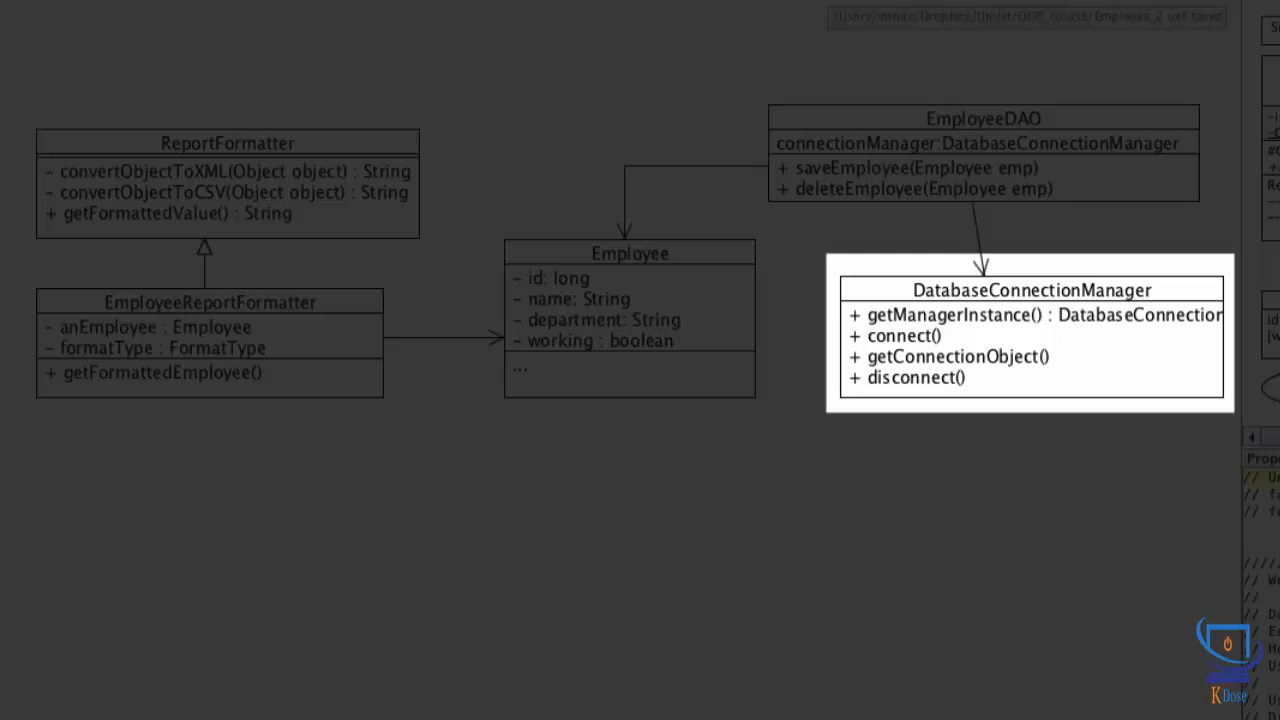 ReportFormatter
- convertObjectToXML(Object object) : String
- convertObjectToCSV(Object object) : String
+ getFormattedValue() : String
EmployeeReportFormatter
- anEmployee : Employee
- formatType : FormatType
+ getFormattedEmployee()
Employee
- id: long
- name: String
- department: String
- working : boolean
...
EmployeeDAO
connectionManager:DatabaseConnectionManager
+ saveEmployee(Employee emp)
+ deleteEmployee(Employee emp)
DatabaseConnectionManager
+ getManagerInstance() : DatabaseConnection
+ connect()
+ getConnectionObject()
+ disconnect()
Prop
KDose